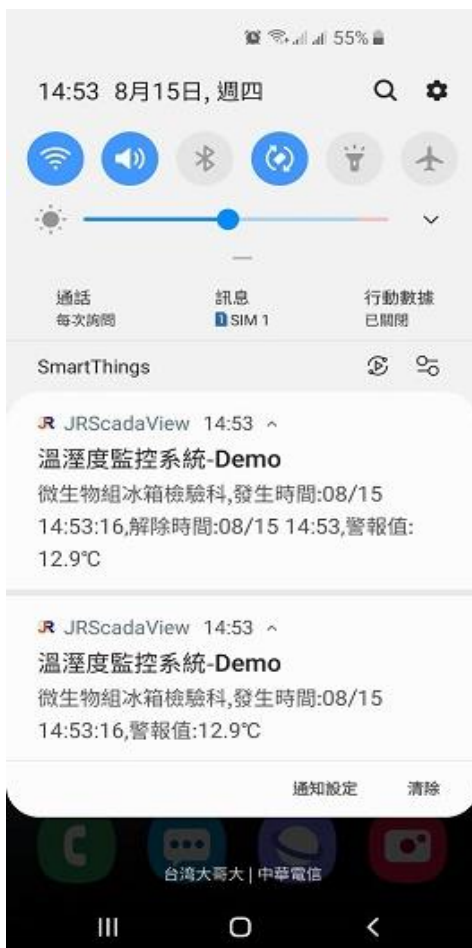 55%
14:53 8月15日, 週四
通話 訊息 行動數據
每次詢問 1 SIM 1 已關閉
SmartThings
JR JRScadaView 14:53
溫溼度監控系統-Demo
微生物組冰箱檢驗科,發生時間:08/15
14:53:16,解除時間:08/15 14:53,警報值:
12.9℃
JR JRScadaView 14:53
溫溼度監控系統-Demo
微生物組冰箱檢驗科,發生時間:08/15
14:53:16,警報值:12.9℃
通知設定 清除
台湾大哥大 | 中華電信